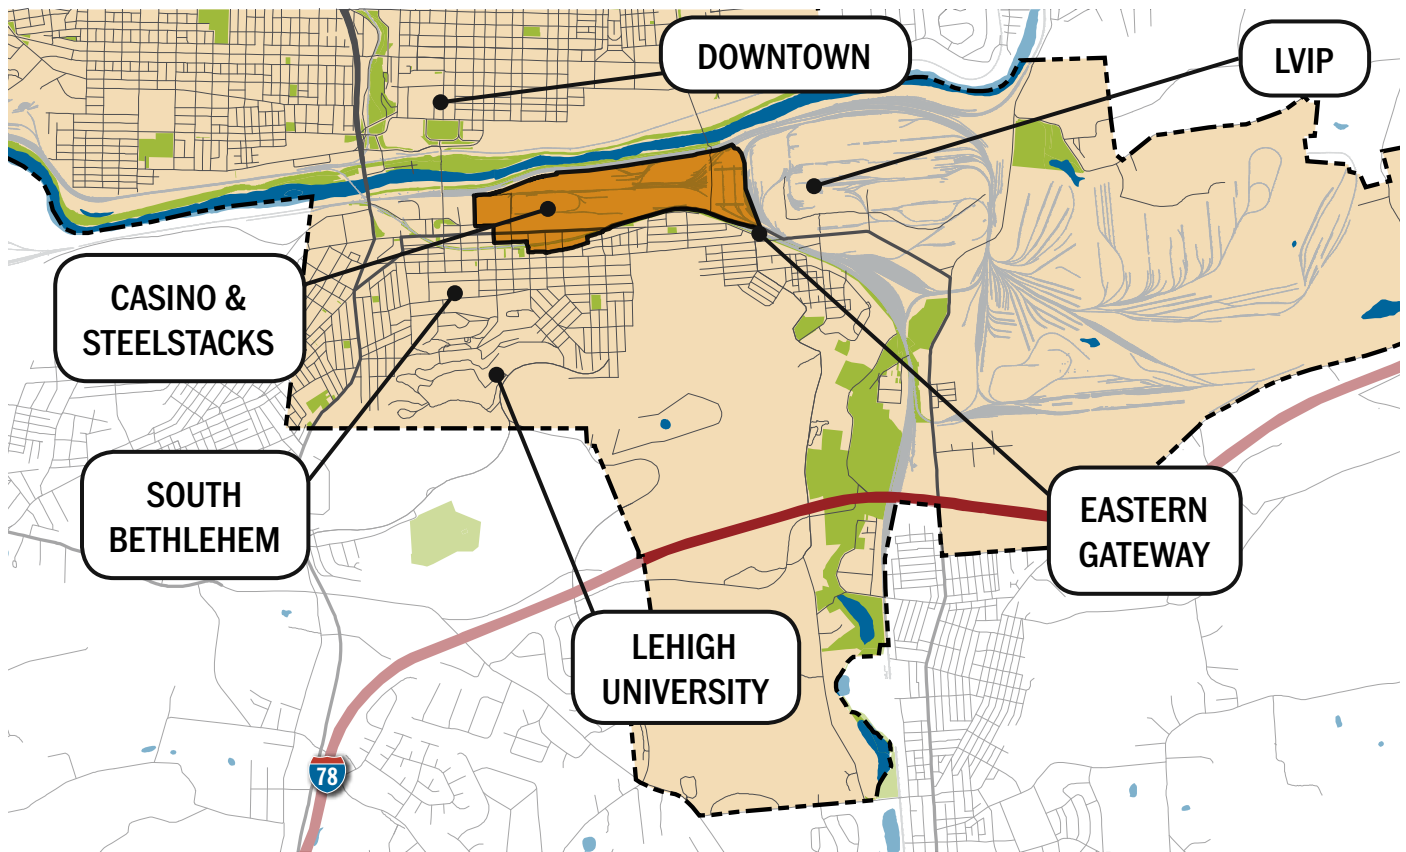 DOWNTOWN
LVIP
CASINO &
STEELSTACKS
SOUTH
BETHLEHEM
EASTERN
GATEWAY
LEHIGH
UNIVERSITY
78